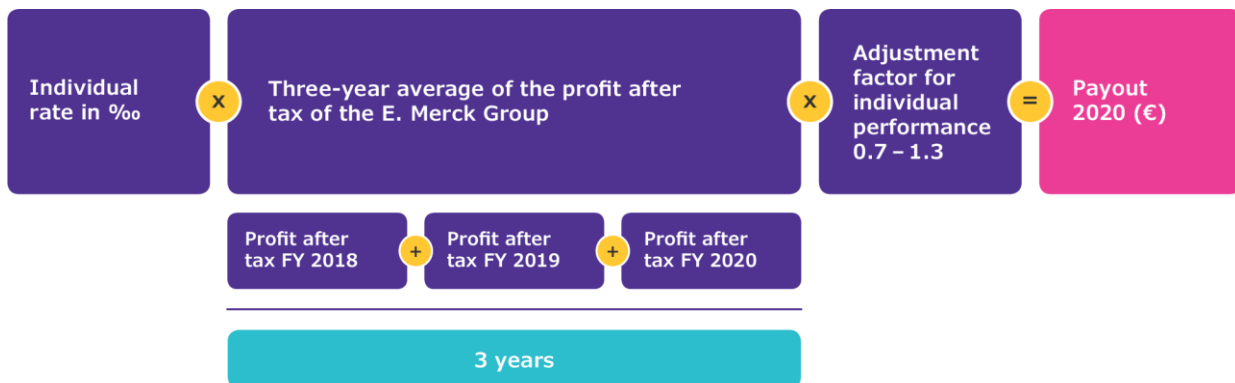 Individual
rate in ‰
x
Three-year average of the profit after
tax of the E. Merck Group
x
Adjustment
factor for
individual
performance
0.7 – 1.3
=
Payout
2020 (€)
Profit after
tax FY 2018
+
Profit after
tax FY 2019
+
Profit after
tax FY 2020
3 years